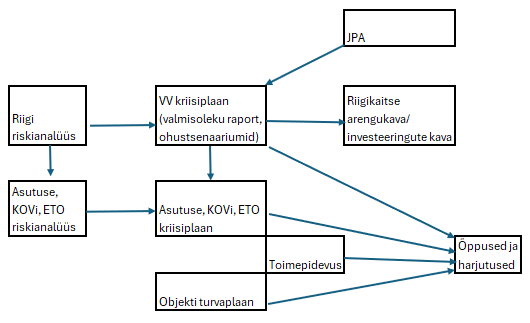 JPA
Riigi
riskianalüüs
VV kriisiplaan
(valmisoleku raport,
ohustsenaariumid)
Riigikaitse
arengukava/
investeeringute kava
Asutuse,
KOVi, ETO
riskianalüüs
Asutuse, KOVi, ETO
kriisiplaan
Toimepidevus
Õppused ja
harjutused
Objekti turvaplaan